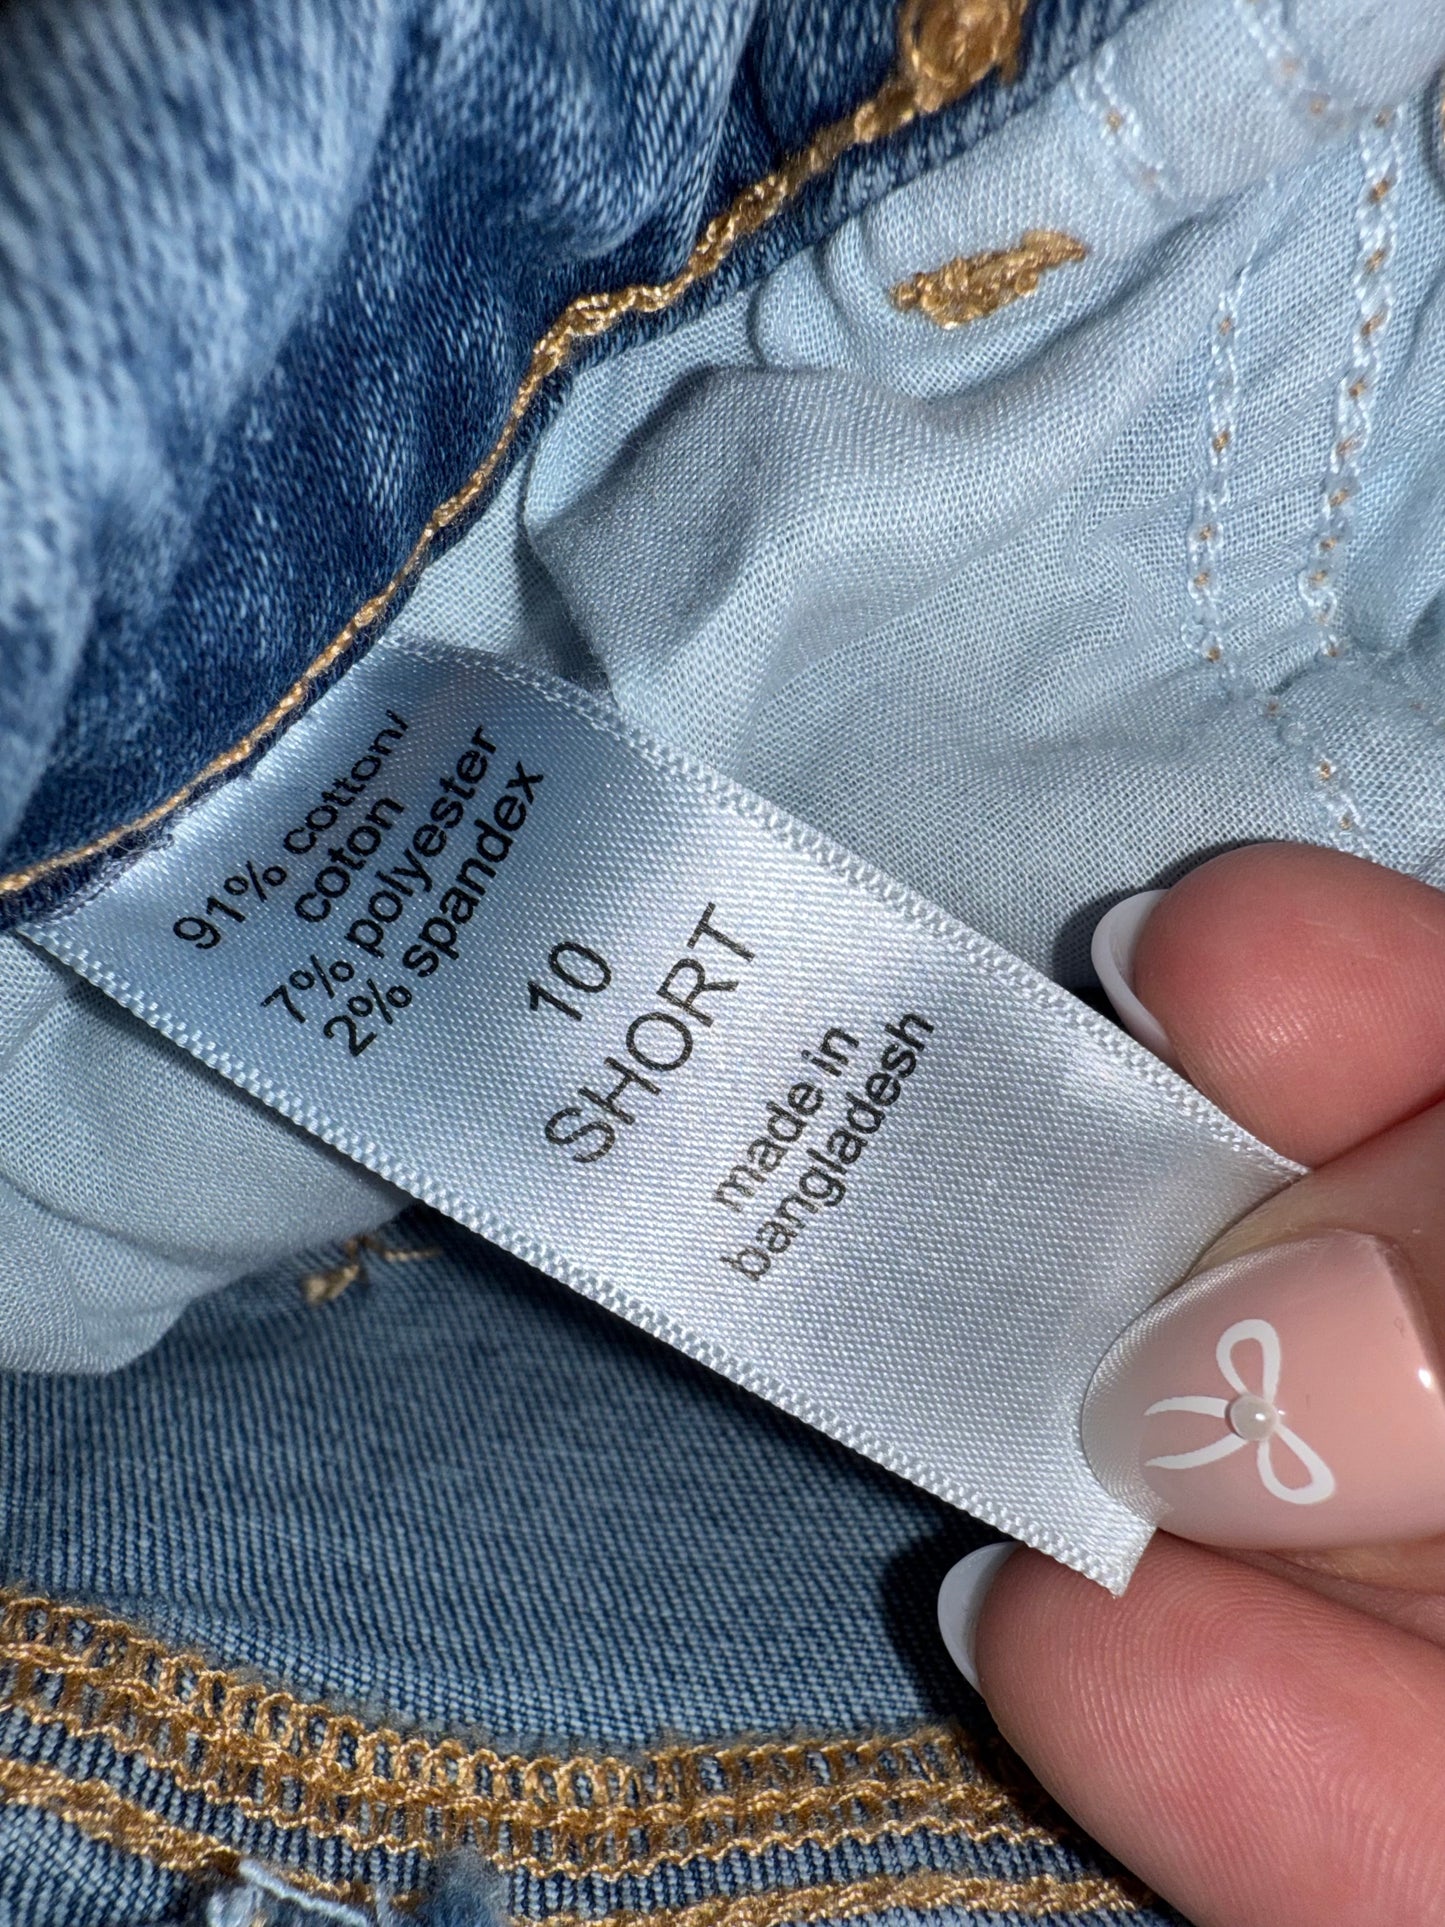 91% cotton/
coton
7% polyester
2% spandex
10
SHORT
made in
bangladesh